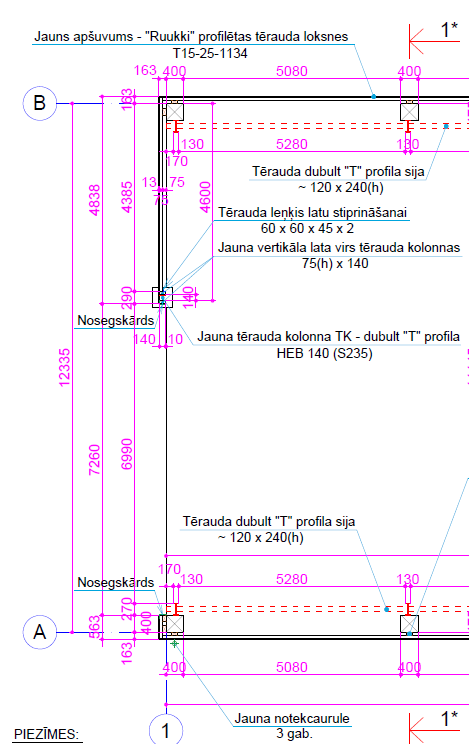 1*
Jauns apšuvums - "Ruukki" profilētas tērauda loksnes
T15-25-1134
163 400 5080 400
B
163
130 5280 130
170
Tērauda dubult "T" profila sija
~ 120 x 240(h)
13 75
75
4838
4385
4600
Tērauda leņķis latu stiprināšanai
60 x 60 x 45 x 2
Jauna vertikāla lata virs tērauda kolonnas
75(h) x 140
290
140
Nosegskārds
140 10
Jauna tērauda kolonna TK - dubult "T" profila
HEB 140 (S235)
12335
7260
6990
Tērauda dubult "T" profila sija
~ 120 x 240(h)
170
Nosegskārds
130 5280 130
270
563
400
A
163
400 5080 400
1
Jauna notekcaurule
3 gab.
1*
PIEZĪMES: